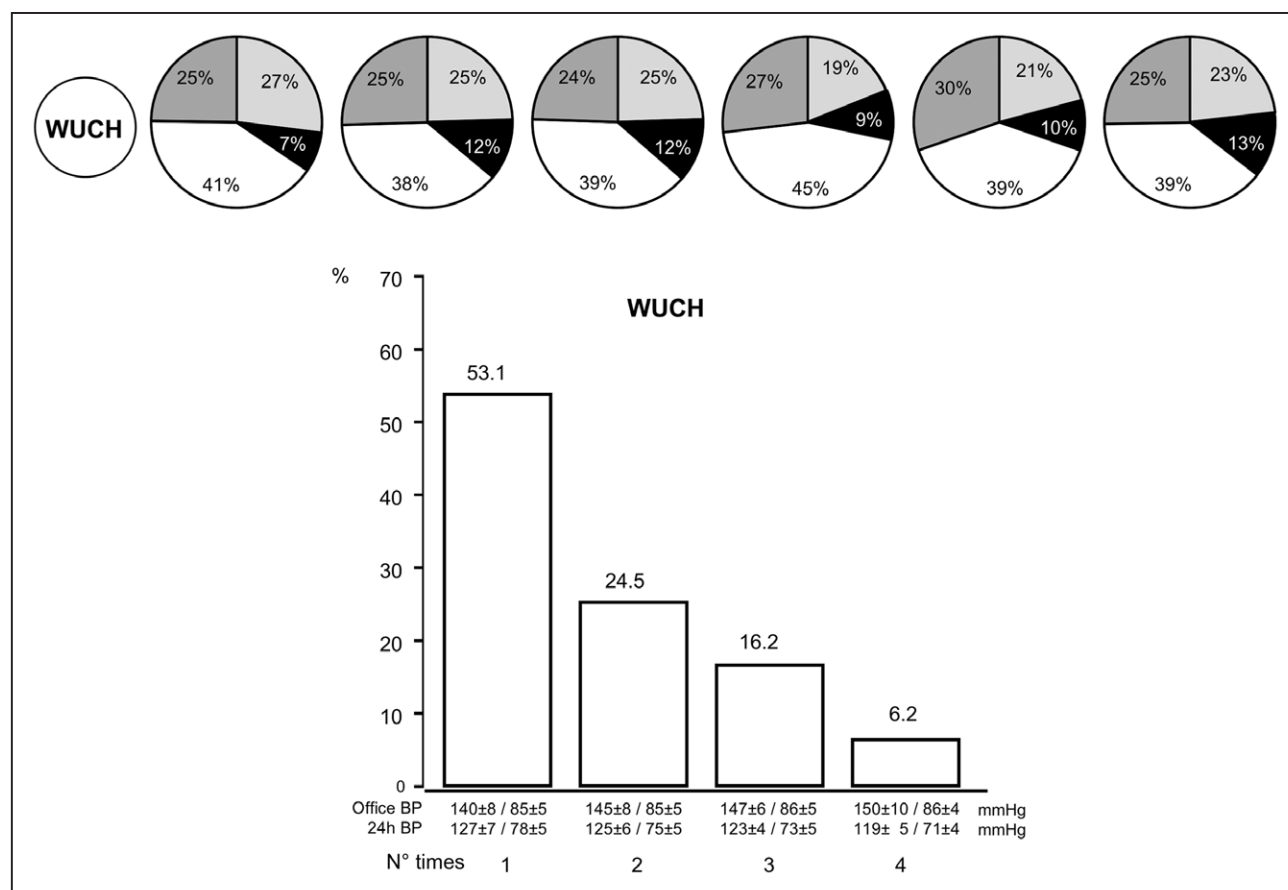 WUCH
25% 27% 7% 41%
25% 25% 12% 38%
24% 25% 12% 39%
27% 19% 9% 45%
30% 21% 10% 39%
25% 23% 13% 39%
%
70
60
50
40
30
20
10
0
WUCH
53.1
24.5
16.2
6.2
Office BP 140±8 / 85±5 145±8 / 85±5 147±6 / 86±5 150±10 / 86±4 mmHg
24h BP 127±7 / 78±5 125±6 / 75±5 123±4 / 73±5 119± 5 / 71±4 mmHg
N° times 1 2 3 4